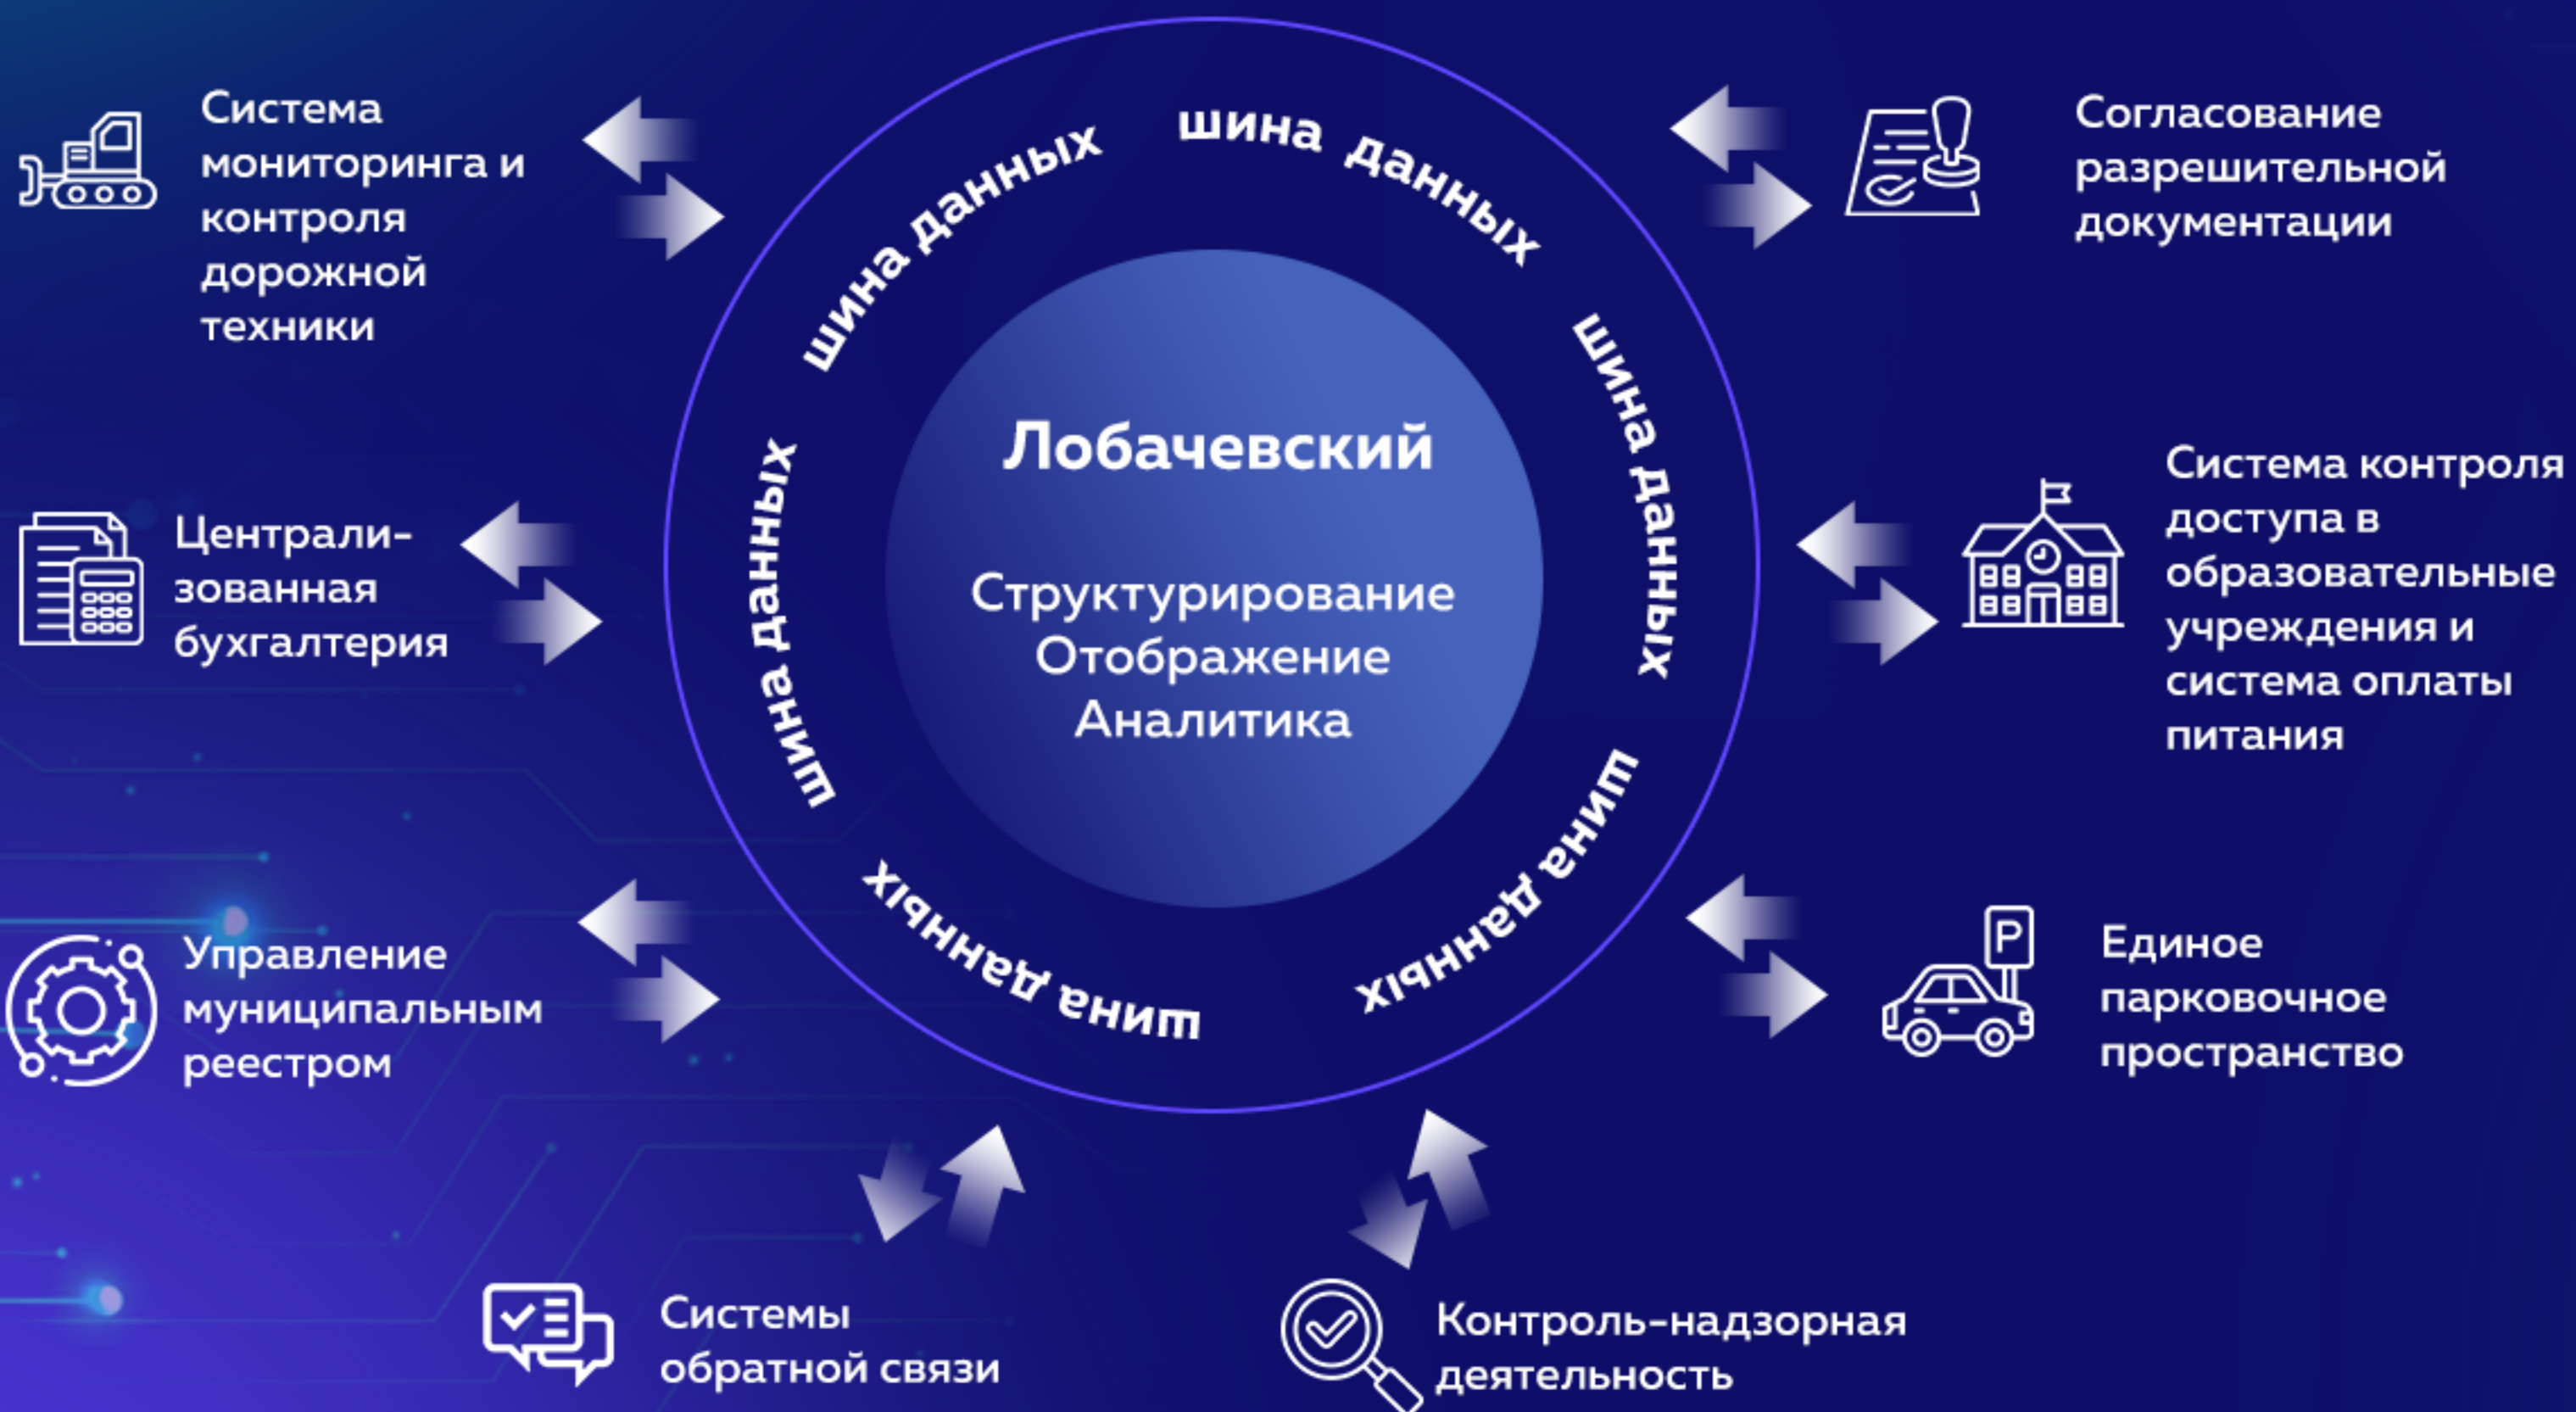 Система
мониторинга и
контроля
дорожной
техники
Централи-
зованная
бухгалтерия
Управление
муниципальным
реестром
шина данных
шина данных
шина данных
шина данных
шина данных
шина данных
Лобачевский
Структурирование
Отображение
Аналитика
Согласование
разрешительной
документации
Система контроля
доступа в
образовательные
учреждения и
система оплаты
питания
P
Единое
парковочное
пространство
Системы
обратной связи
Контроль-надзорная
деятельность